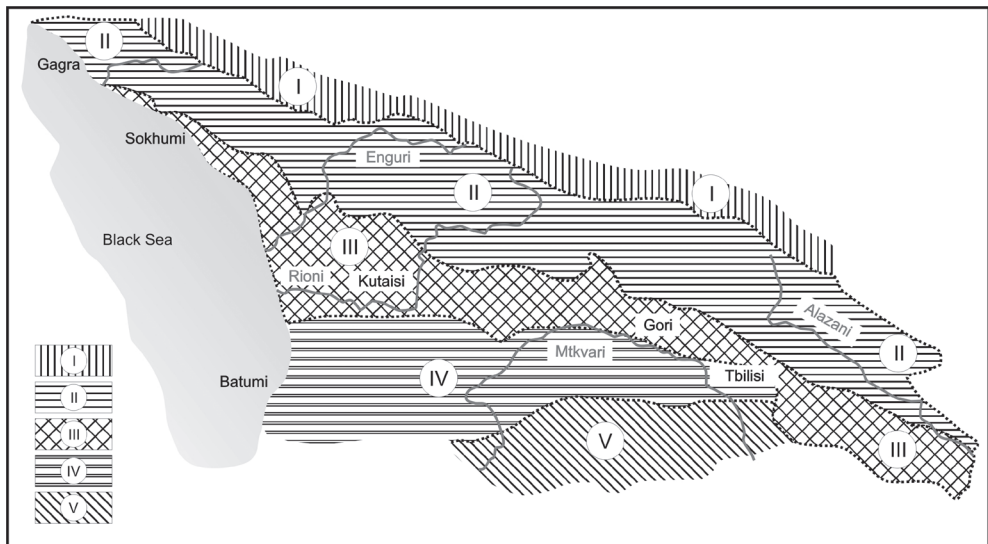 II
Gagra
I
Sokhumi
Enguri
II
I
Black Sea
III
Rioni
Kutaisi
Alazani
Gori
Mtkvari
II
I
Tbilisi
Batumi
IV
II
III
V
III
IV
V